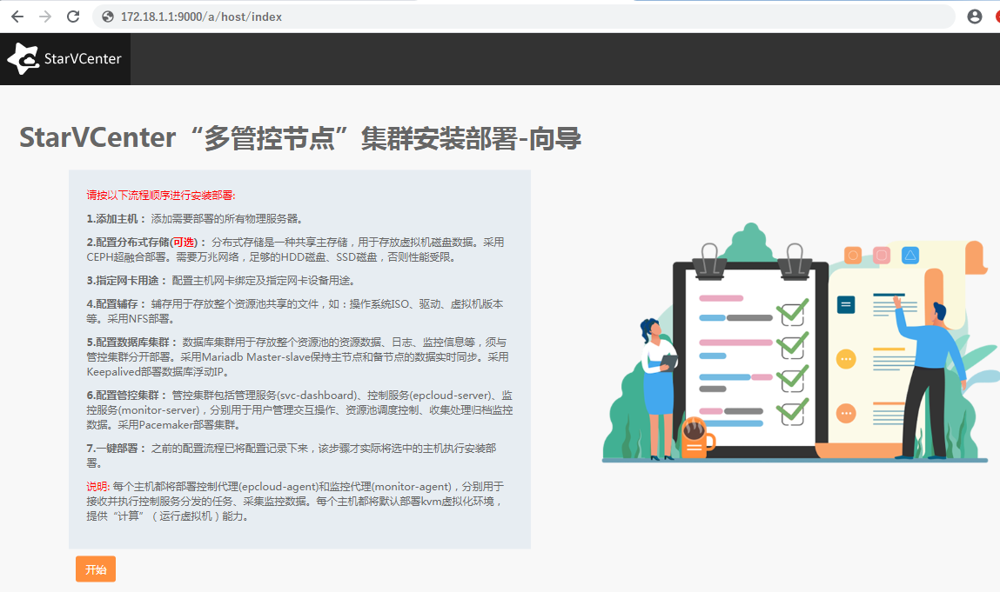 172.18.1.1:9000/a/host/index
StarVCenter
StarVCenter“多管控节点”集群安装部署-向导
请按以下流程顺序进行安装部署:
1.添加主机： 添加需要部署的所有物理服务器。
2.配置分布式存储(可选)： 分布式存储是一种共享主存储，用于存放虚拟机磁盘数据。采用
CEPH超融合部署。需要万兆网络，足够的HDD磁盘、SSD磁盘，否则性能受限。
3.指定网卡用途： 配置主机网卡绑定及指定网卡设备用途。
4.配置辅存： 辅存用于存放整个资源池共享的文件，如：操作系统ISO、驱动、虚拟机版本
等。采用NFS部署。
5.配置数据库集群： 数据库集群用于存放整个资源池的资源数据、日志、监控信息等，须与
管控集群分开部署。采用Mariadb Master-slave保持主节点和备节点的数据实时同步。采用
Keepalived部署数据库浮动IP。
6.配置管控集群： 管控集群包括管理服务(svc-dashboard)、控制服务(epcloud-server)、监
控服务(monitor-server)，分别用于用户管理交互操作、资源池调度控制、收集处理归档监控
数据。采用Pacemaker部署集群。
7.一键部署： 之前的配置流程已将配置记录下来，该步骤才实际将选中的主机执行安装部
署。
说明: 每个主机都将部署控制代理(epcloud-agent)和监控代理(monitor-agent)，分别用于
接收并执行控制服务分发的任务、采集监控数据。每个主机都将默认部署kvm虚拟化环境，
提供“计算”（运行虚拟机）能力。
开始